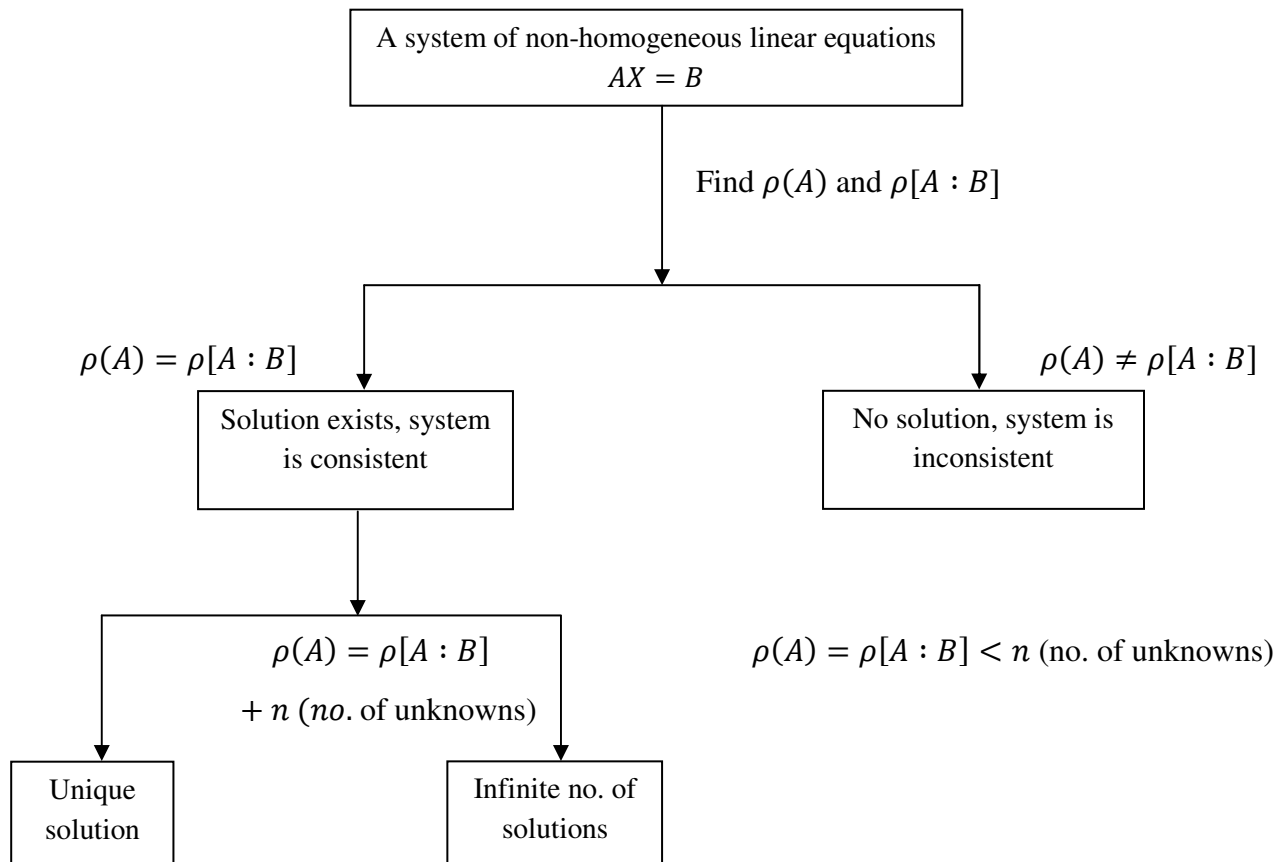 A system of non-homogeneous linear equations
AX = B
Find ρ(A) and ρ[A : B]
ρ(A) = ρ[A : B]
ρ(A) ≠ ρ[A : B]
Solution exists, system
is consistent
No solution, system is
inconsistent
ρ(A) = ρ[A : B]
+ n (no. of unknowns)
ρ(A) = ρ[A : B] < n (no. of unknowns)
Unique
solution
Infinite no. of
solutions